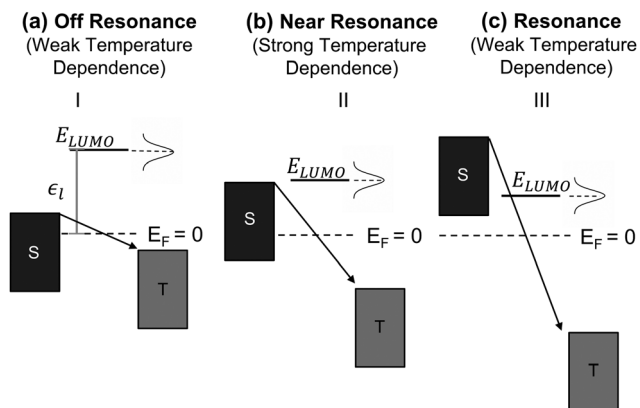 (a) Off Resonance
(Weak Temperature
Dependence)
I
E_LUMO
ϵ_l
S
E_F = 0
T
(b) Near Resonance
(Strong Temperature
Dependence)
II
E_LUMO
S
E_F = 0
T
(c) Resonance
(Weak Temperature
Dependence)
III
S
E_LUMO
E_F = 0
T